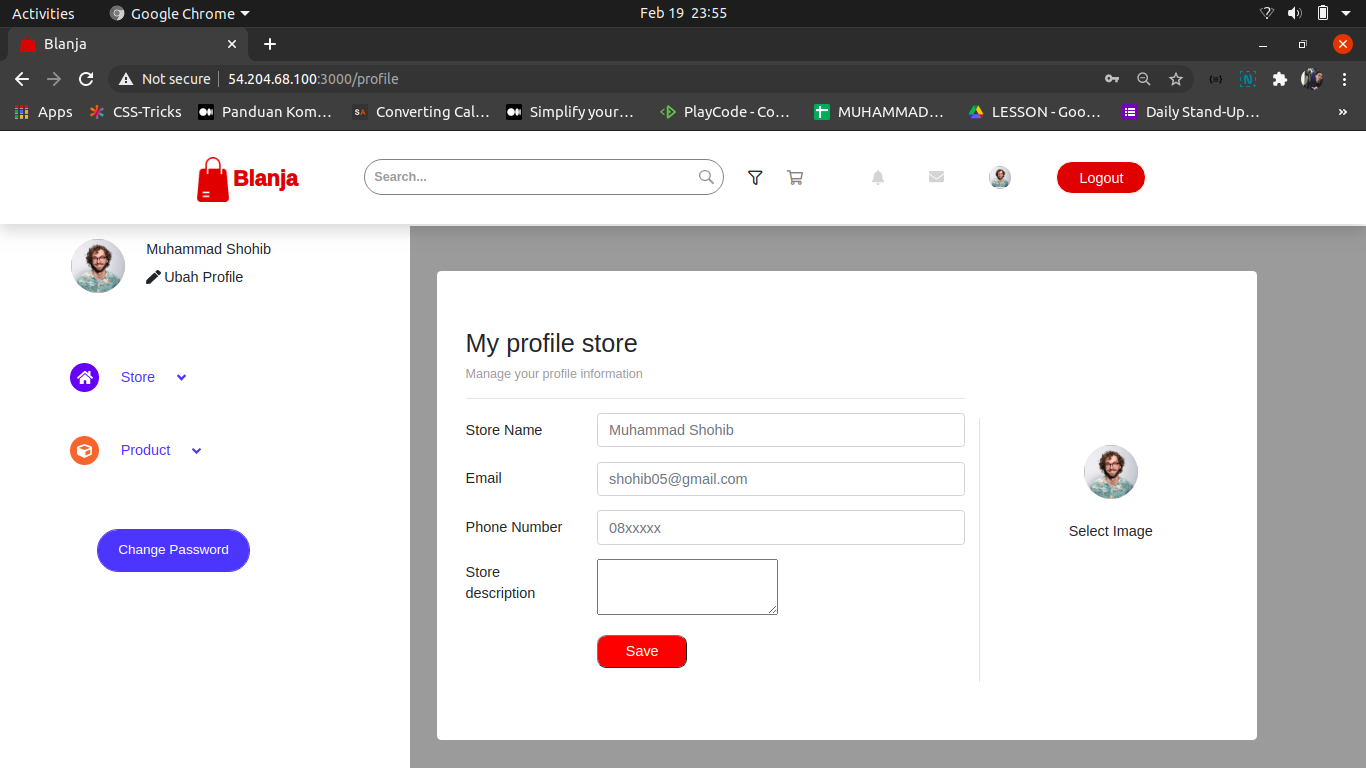 Activities Google Chrome Feb 19 23:55
Blanja
Not secure 54.204.68.100:3000/profile
Apps CSS-Tricks Panduan Kom... Converting Cal... Simplify your... PlayCode - Co... MUHAMMAD... LESSON - Goo... Daily Stand-Up... »
Blanja Search... Logout
Muhammad Shohib
Ubah Profile
Store
Product
Change Password
My profile store
Manage your profile information
Store Name Muhammad Shohib
Email shohib05@gmail.com
Phone Number 08xxxxx
Store
description
Save
Select Image